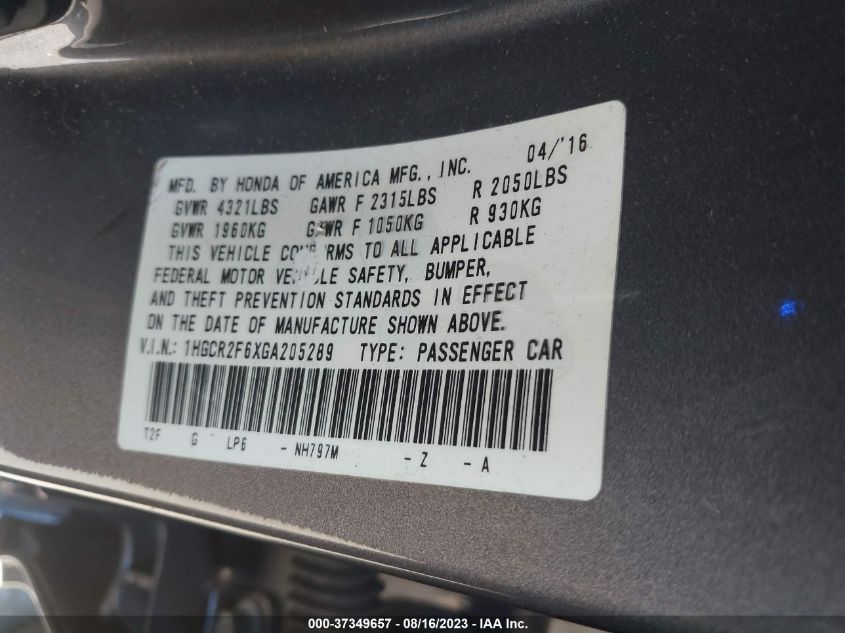 MFD. BY HONDA OF AMERICA MFG., INC. 04/'16
GVWR 4321LBS GAWR F 2315LBS R 2050LBS
GVWR 1960KG GAWR F 1050KG R 930KG
THIS VEHICLE CONFORMS TO ALL APPLICABLE
FEDERAL MOTOR VEHICLE SAFETY, BUMPER,
AND THEFT PREVENTION STANDARDS IN EFFECT
ON THE DATE OF MANUFACTURE SHOWN ABOVE.
V.I.N.: 1HGCR2F6XGA205289 TYPE: PASSENGER CAR
T2F G LP6 - NH797M - Z - A
000-37349657 - 08/16/2023 - IAA Inc.